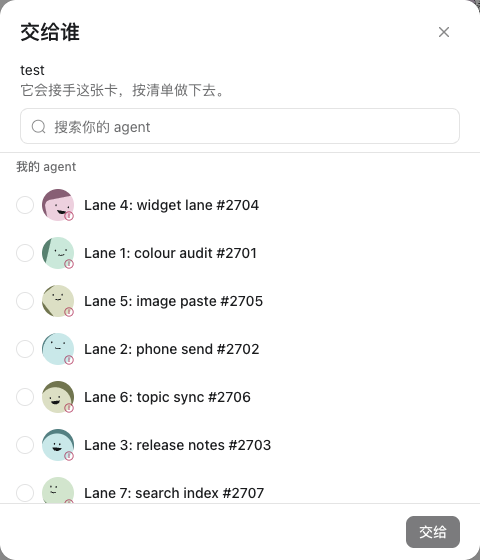 交给谁
test
它会接手这张卡，按清单做下去。
搜索你的 agent
我的 agent
Lane 4: widget lane #2704
Lane 1: colour audit #2701
Lane 5: image paste #2705
Lane 2: phone send #2702
Lane 6: topic sync #2706
Lane 3: release notes #2703
Lane 7: search index #2707
交给